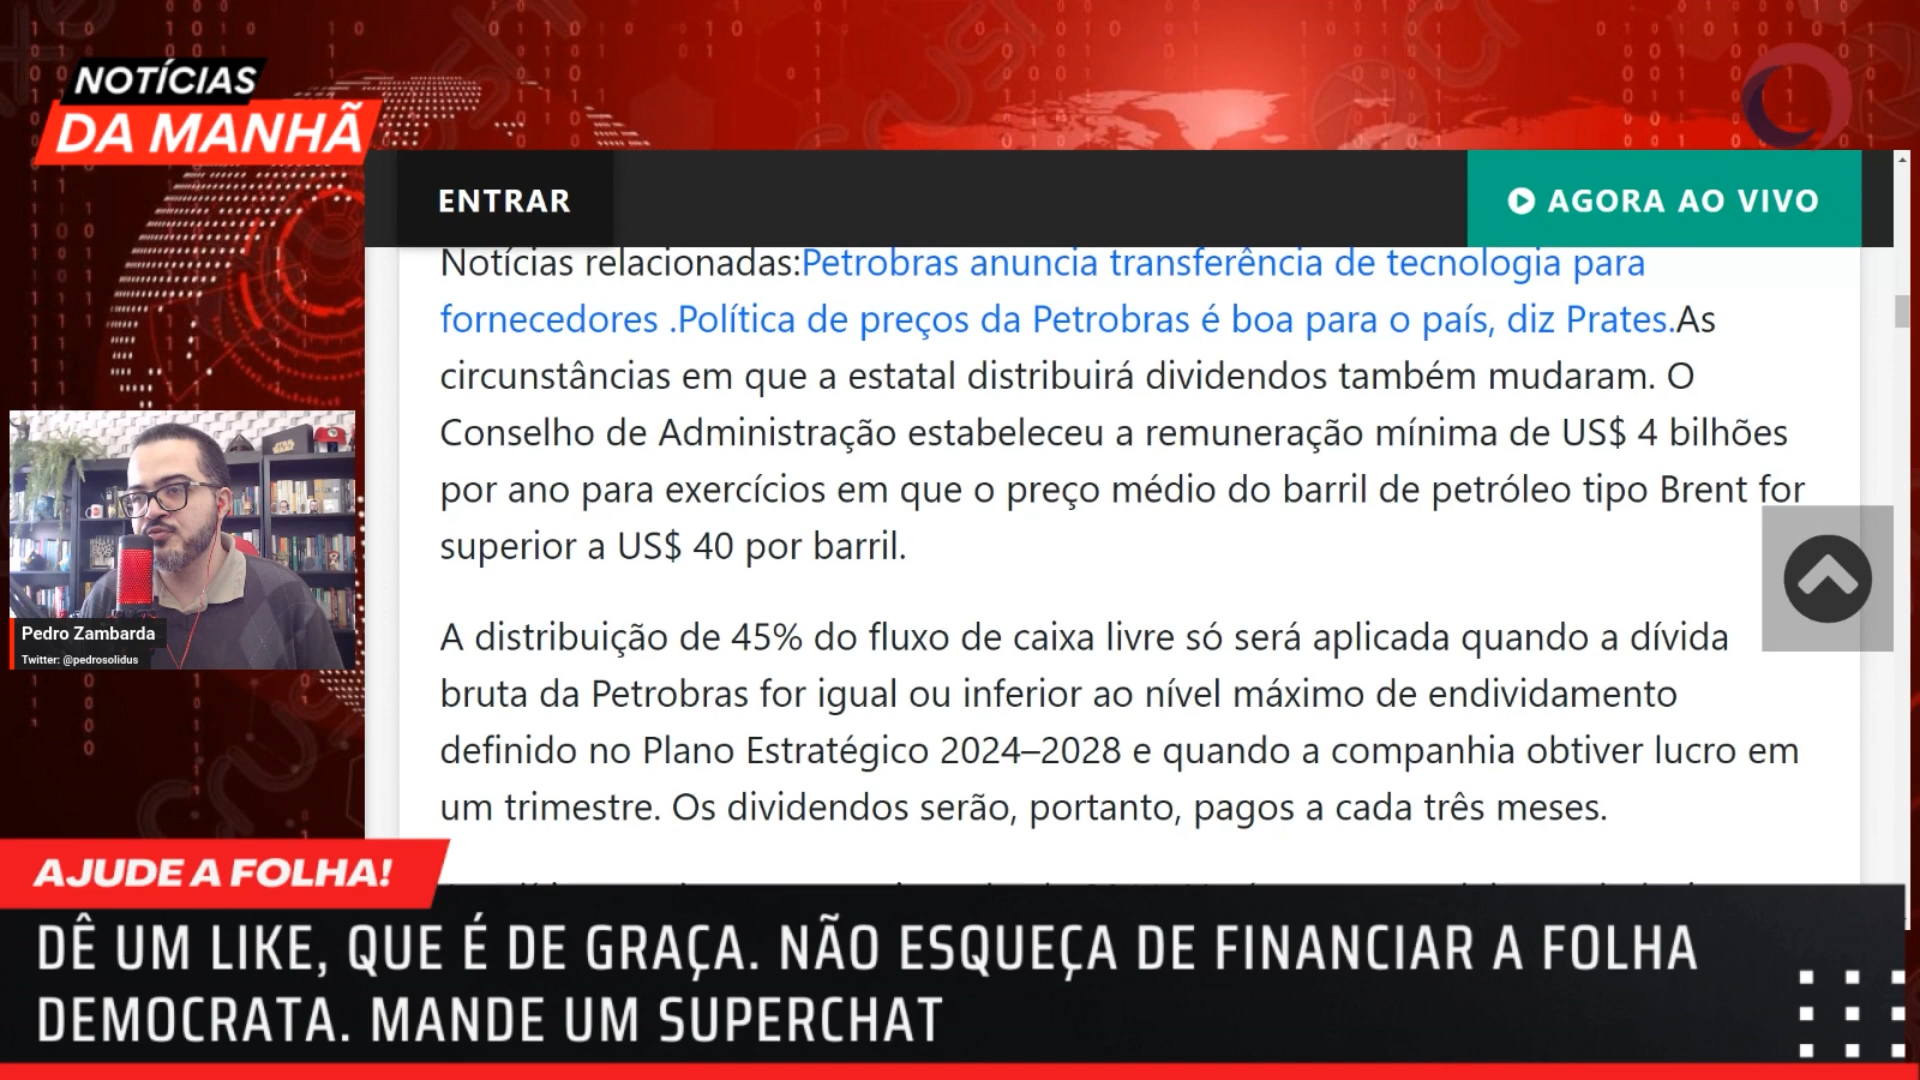 NOTÍCIAS
DA MANHÃ
ENTRAR
AGORA AO VIVO
Notícias relacionadas:Petrobras anuncia transferência de tecnologia para
fornecedores .Política de preços da Petrobras é boa para o país, diz Prates.As
circunstâncias em que a estatal distribuirá dividendos também mudaram. O
Conselho de Administração estabeleceu a remuneração mínima de US$ 4 bilhões
por ano para exercícios em que o preço médio do barril de petróleo tipo Brent for
superior a US$ 40 por barril.
A distribuição de 45% do fluxo de caixa livre só será aplicada quando a dívida
bruta da Petrobras for igual ou inferior ao nível máximo de endividamento
definido no Plano Estratégico 2024–2028 e quando a companhia obtiver lucro em
um trimestre. Os dividendos serão, portanto, pagos a cada três meses.
Pedro Zambarda
Twitter: @pedrosolidus
AJUDE A FOLHA!
DÊ UM LIKE, QUE É DE GRAÇA. NÃO ESQUEÇA DE FINANCIAR A FOLHA
DEMOCRATA. MANDE UM SUPERCHAT